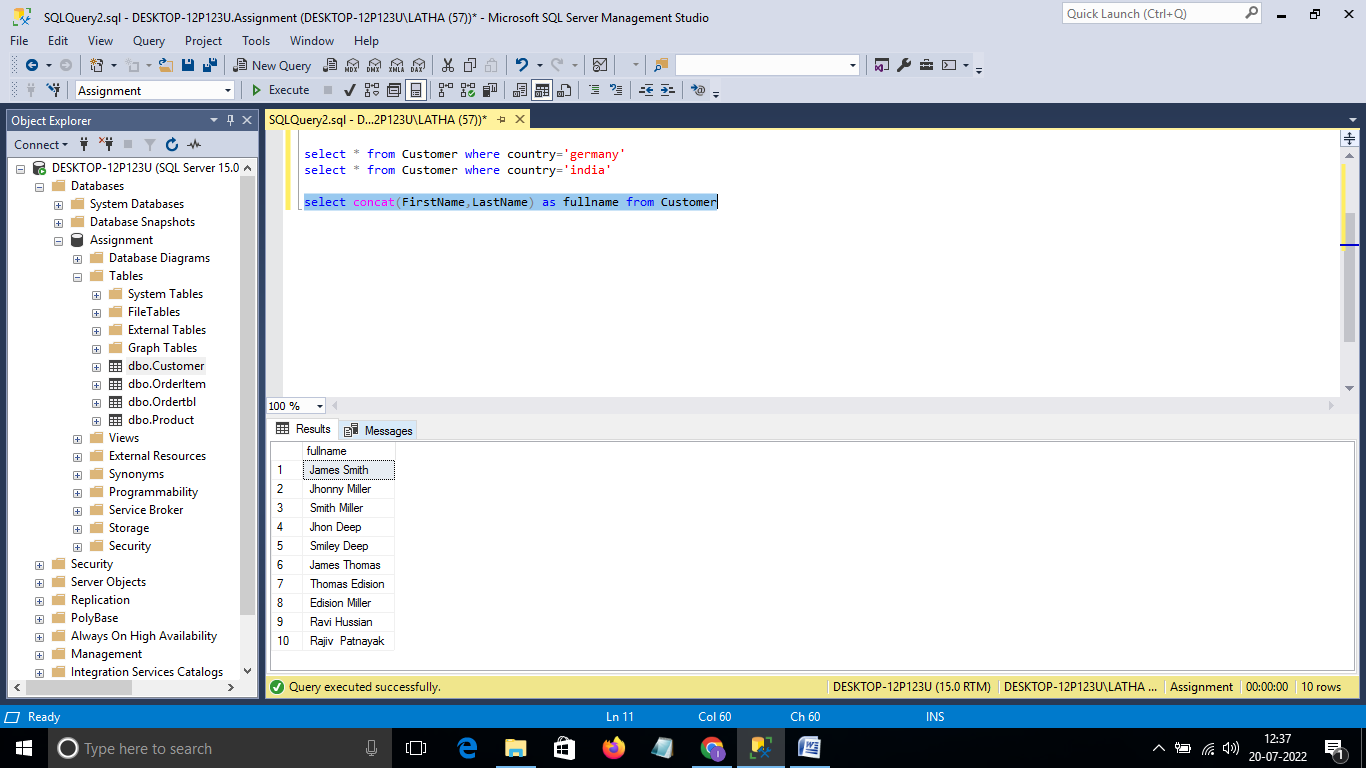 SQLQuery2.sql - DESKTOP-12P123U.Assignment (DESKTOP-12P123U\LATHA (57))* - Microsoft SQL Server Management Studio
Quick Launch (Ctrl+Q)
File Edit View Query Project Tools Window Help
New Query
MDX DMX XMLA DAX
Assignment
Execute
Object Explorer
Connect
DESKTOP-12P123U (SQL Server 15.0
Databases
System Databases
Database Snapshots
Assignment
Database Diagrams
Tables
System Tables
FileTables
External Tables
Graph Tables
dbo.Customer
dbo.OrderItem
dbo.Ordertbl
dbo.Product
Views
External Resources
Synonyms
Programmability
Service Broker
Storage
Security
Security
Server Objects
Replication
PolyBase
Always On High Availability
Management
Integration Services Catalogs
SQLQuery2.sql - D...2P123U\LATHA (57))*
select * from Customer where country='germany'
select * from Customer where country='india'
select concat(FirstName,LastName) as fullname from Customer
100 %
Results Messages
fullname
1 James Smith
2 Jhonny Miller
3 Smith Miller
4 Jhon Deep
5 Smiley Deep
6 James Thomas
7 Thomas Edision
8 Edision Miller
9 Ravi Hussian
10 Rajiv Patnayak
Query executed successfully.
DESKTOP-12P123U (15.0 RTM) DESKTOP-12P123U\LATHA ... Assignment 00:00:00 10 rows
Ready
Ln 11 Col 60 Ch 60 INS
Type here to search
12:37
20-07-2022
1